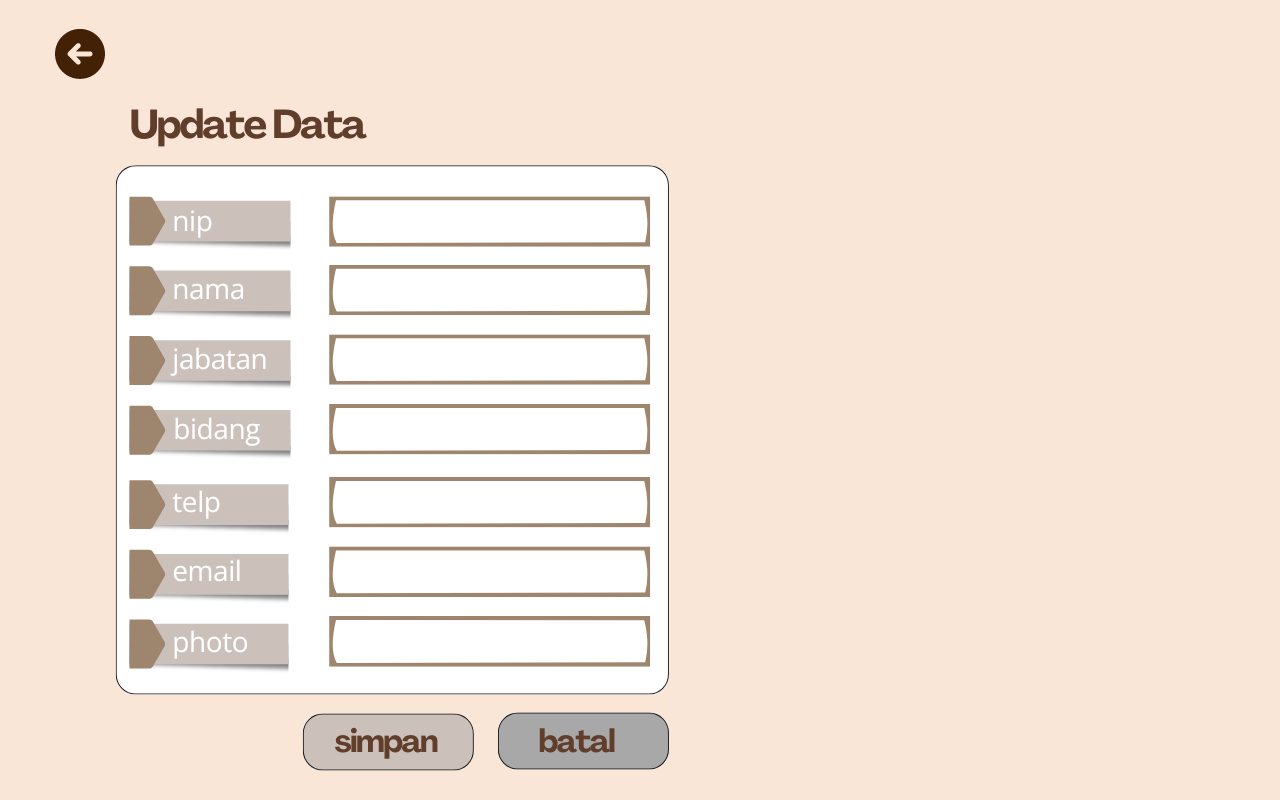 Update Data
nip
nama
jabatan
bidang
telp
email
photo
simpan
batal